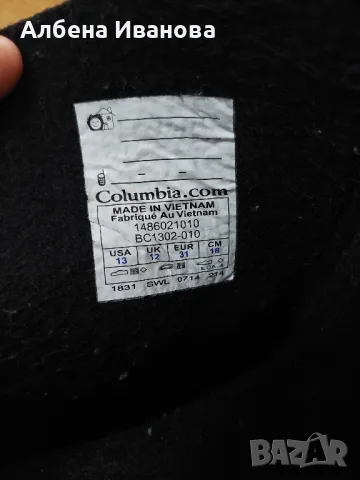 Албена Иванова
Columbia.com
MADE IN VIETNAM
Fabriqué Au Vietnam
1486021010
BC1302-010
USA UK EUR CM
13 12 31 18
1831 SWL 0714 214
BAZAR